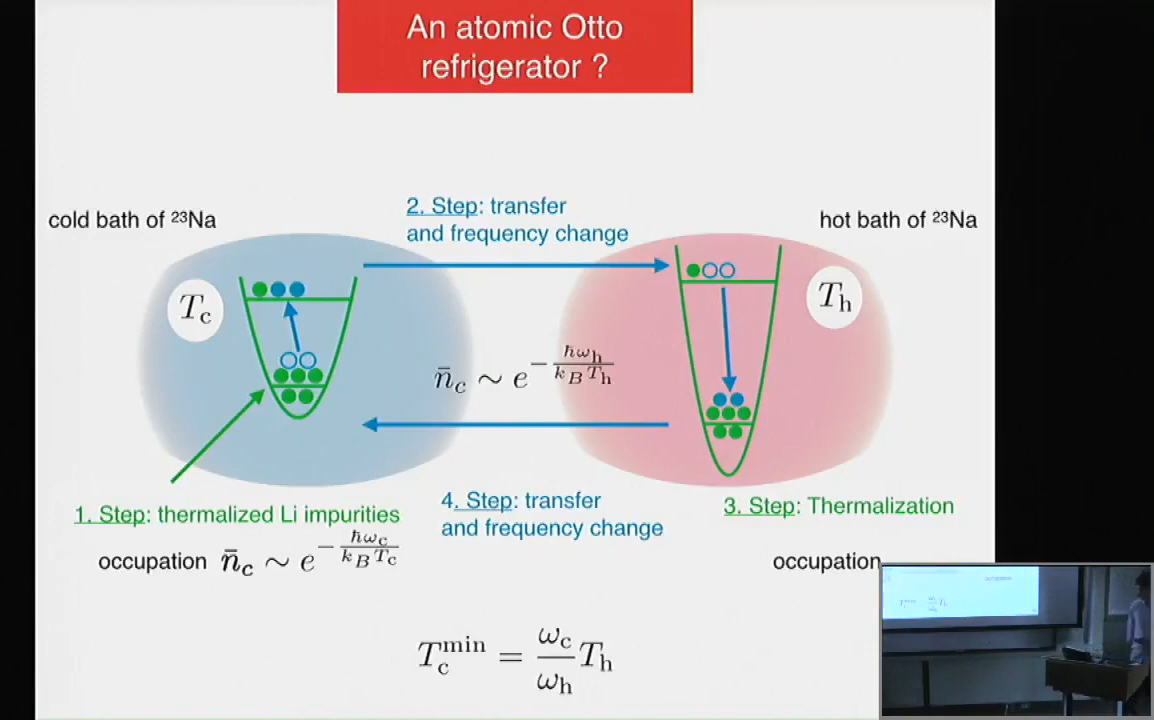 An atomic Otto
refrigerator ?
cold bath of ²³Na
2. Step: transfer
and frequency change
hot bath of ²³Na
T_c
T_h
n̄_c ∼ e^{-ħω_h/(k_B T_h)}
1. Step: thermalized Li impurities
occupation n̄_c ∼ e^{-ħω_c/(k_B T_c)}
4. Step: transfer
and frequency change
3. Step: Thermalization
occupation
T_c^{min} = ω_c/ω_h T_h